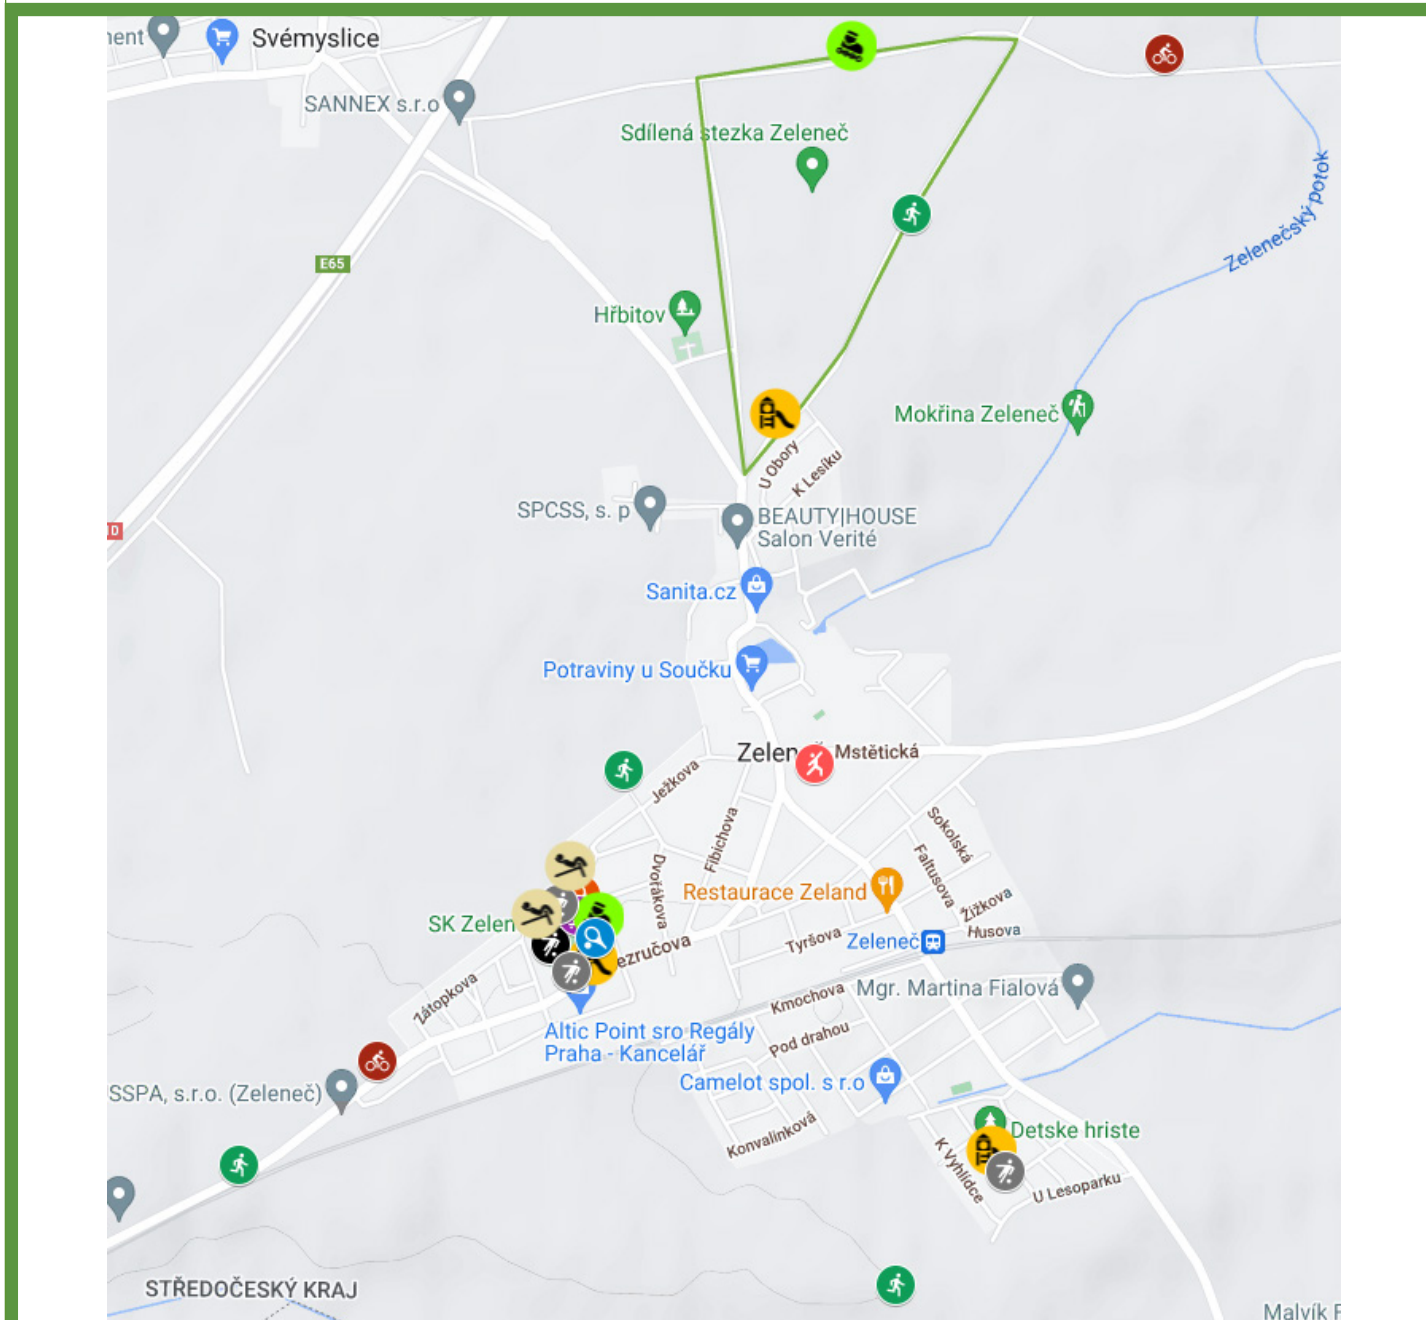 ment
Svémyslice
SANNEX s.r.o
Sdílená stezka Zeleneč
Zelenečský potok
E65
Hřbitov
Mokřina Zeleneč
U Obory
K Lesíku
SPCSS, s. p
BEAUTY|HOUSE
Salon Verité
Sanita.cz
Potraviny u Součku
Mstětická
Ježkova
Fibichova
Sokolská
Faltusova
Dvořákova
Restaurace Zeland
Žižkova
SK Zelen
Husova
Tyršova
Zeleneč
ezručova
Zátopkova
Kmochova
Mgr. Martina Fialová
Altic Point sro Regály
Praha - Kancelář
Pod drahou
Camelot spol. s r.o
SSPA, s.r.o. (Zeleneč)
Konvalinková
Detske hriste
K Vyhlídce
U Lesoparku
STŘEDOČESKÝ KRAJ
Malvík